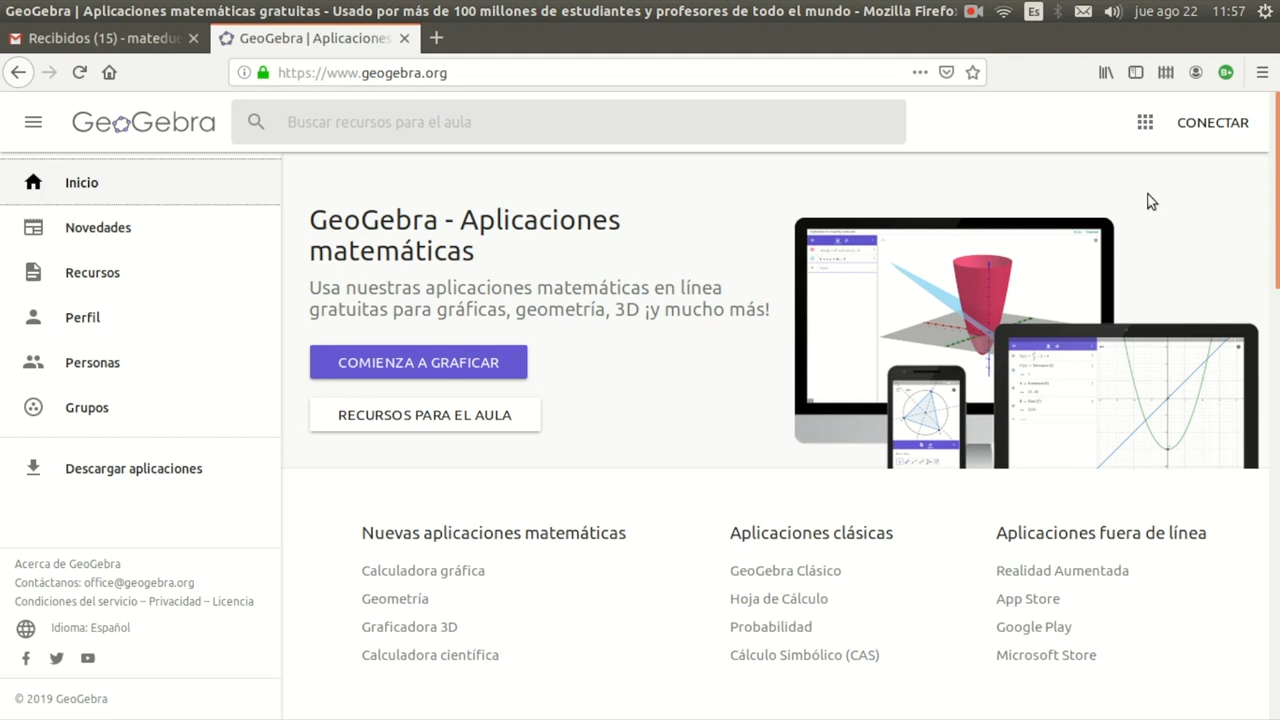 GeoGebra | Aplicaciones matemáticas gratuitas - Usado por más de 100 millones de estudiantes y profesores de todo el mundo - Mozilla Firefo
Es
jue ago 22
11:57
Recibidos (15) - matedu
GeoGebra | Aplicaciones
https://www.geogebra.org
GeoGebra
Buscar recursos para el aula
CONECTAR
Inicio
Novedades
Recursos
Perfil
Personas
Grupos
Descargar aplicaciones
Acerca de GeoGebra
Contáctanos: office@geogebra.org
Condiciones del servicio – Privacidad – Licencia
Idioma: Español
© 2019 GeoGebra
GeoGebra - Aplicaciones
matemáticas
Usa nuestras aplicaciones matemáticas en línea
gratuitas para gráficas, geometría, 3D ¡y mucho más!
COMIENZA A GRAFICAR
RECURSOS PARA EL AULA
Nuevas aplicaciones matemáticas
Calculadora gráfica
Geometría
Graficadora 3D
Calculadora científica
Aplicaciones clásicas
GeoGebra Clásico
Hoja de Cálculo
Probabilidad
Cálculo Simbólico (CAS)
Aplicaciones fuera de línea
Realidad Aumentada
App Store
Google Play
Microsoft Store